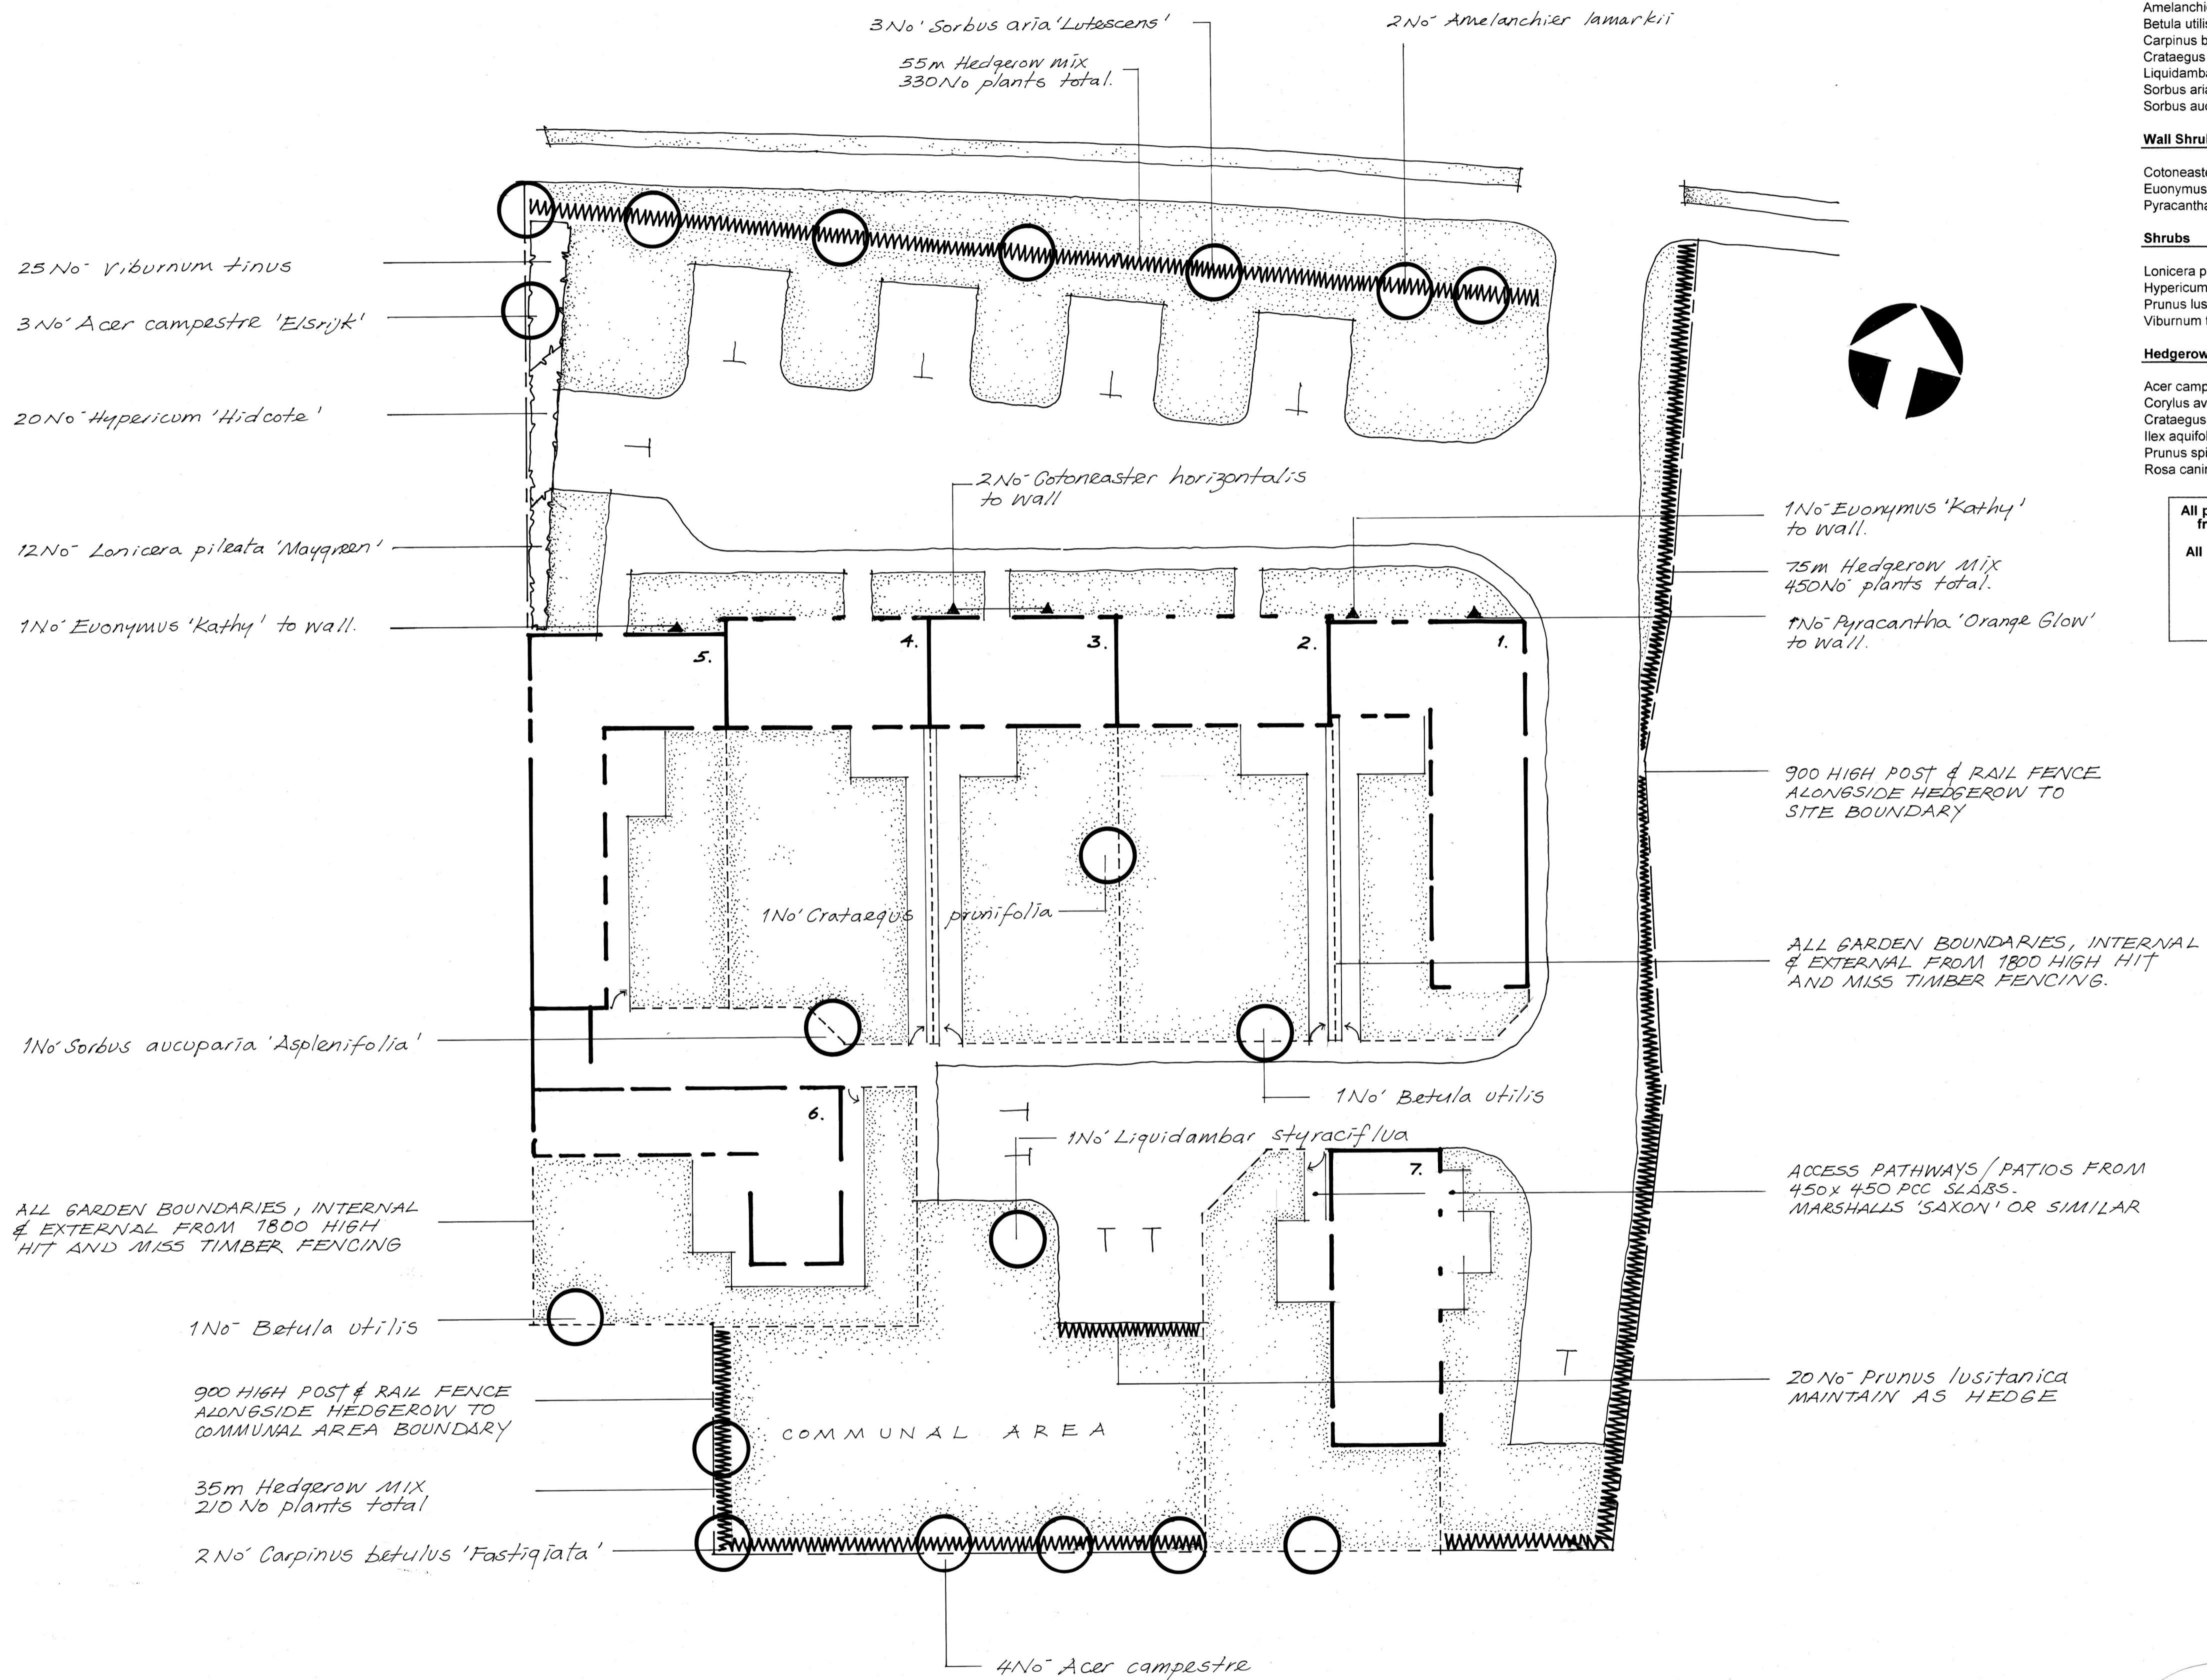 3No' Sorbus aria 'Lutescens'
2No- Amelanchier lamarkii
55m Hedgerow mix
330No plants total.
25No- Viburnum tinus
3No' Acer campestre 'Elsrijk'
20No- Hypericum 'Hidcote'
12No- Lonicera pileata 'Maygreen'
1No' Euonymus 'Kathy' to wall.
2No- Cotoneaster horizontalis
to wall
1No- Euonymus 'Kathy'
to wall.
75m Hedgerow Mix
450No- plants total.
1No- Pyracantha 'Orange Glow'
to wall.
5.
4.
3.
2.
1.
900 HIGH POST & RAIL FENCE
ALONGSIDE HEDGEROW TO
SITE BOUNDARY
1No' Crataegus prunifolia
ALL GARDEN BOUNDARIES, INTERNAL
& EXTERNAL FROM 1800 HIGH HIT
AND MISS TIMBER FENCING.
1No' Sorbus aucuparia 'Asplenifolia'
1No' Betula utilis
6.
1No' Liquidambar styraciflua
7.
ACCESS PATHWAYS / PATIOS FROM
450 x 450 PCC SLABS.
MARSHALLS 'SAXON' OR SIMILAR
ALL GARDEN BOUNDARIES, INTERNAL
& EXTERNAL FROM 1800 HIGH
HIT AND MISS TIMBER FENCING
1No- Betula utilis
900 HIGH POST & RAIL FENCE
ALONGSIDE HEDGEROW TO
COMMUNAL AREA BOUNDARY
COMMUNAL AREA
20No- Prunus lusitanica
MAINTAIN AS HEDGE
35m Hedgerow MIX
210 No plants total
2No' Carpinus betulus 'Fastigiata'
4No- Acer campestre
Amelanchi
Betula utilis
Carpinus b
Crataegus
Liquidamba
Sorbus aria
Sorbus auc
Wall Shru
Cotoneaste
Euonymus
Pyracantha
Shrubs
Lonicera p
Hypericum
Prunus lus
Viburnum t
Hedgerow
Acer camp
Corylus av
Crataegus
Ilex aquifol
Prunus spi
Rosa canin
All p
fr
All